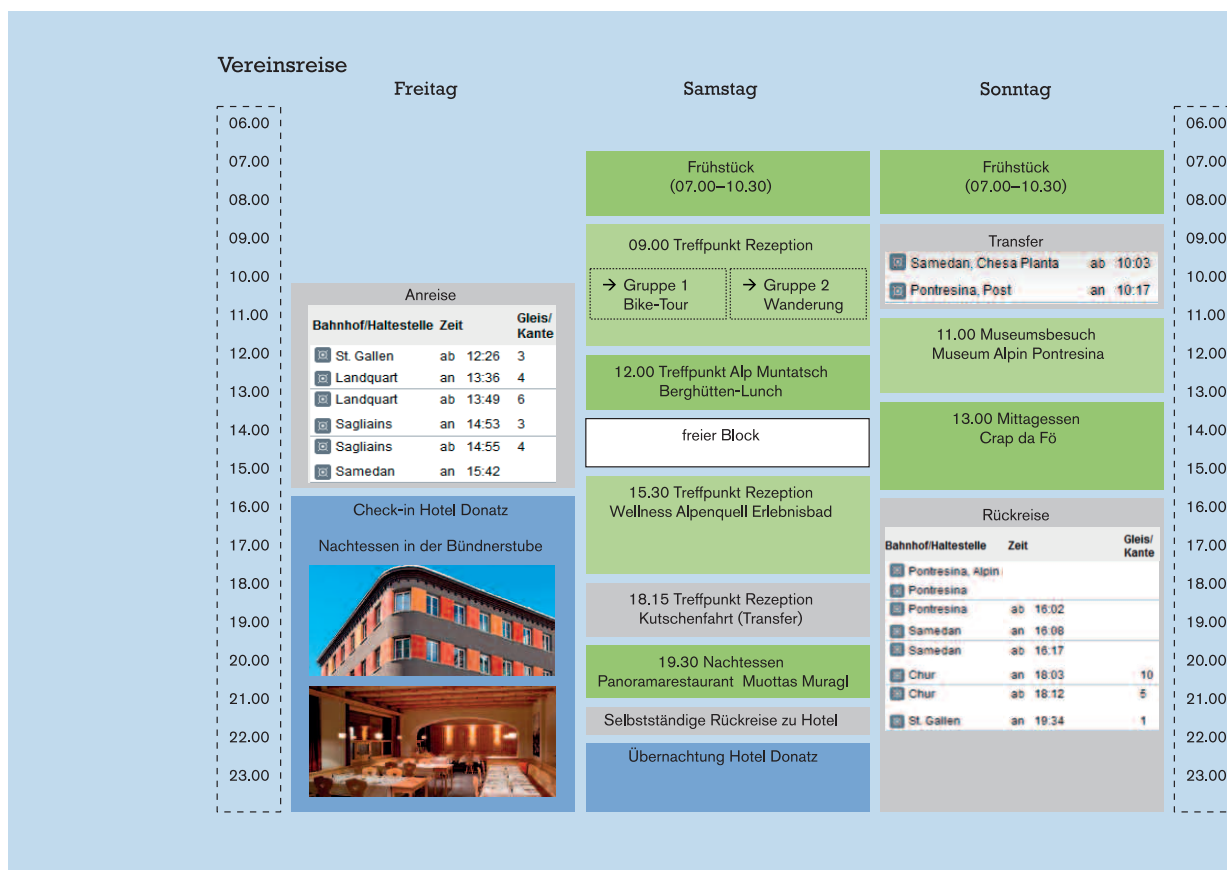 Vereinsreise
Freitag
Samstag
Sonntag
06.00
07.00
08.00
09.00
10.00
11.00
12.00
13.00
14.00
15.00
16.00
17.00
18.00
19.00
20.00
21.00
22.00
23.00
Anreise
Bahnhof/Haltestelle Zeit Gleis/
Kante
St. Gallen ab 12:26 3
Landquart an 13:36 4
Landquart ab 13:49 6
Sagliains an 14:53 3
Sagliains ab 14:55 4
Samedan an 15:42
Check-in Hotel Donatz
Nachtessen in der Bündnerstube
Frühstück
(07.00–10.30)
09.00 Treffpunkt Rezeption
→ Gruppe 1
Bike-Tour
→ Gruppe 2
Wanderung
12.00 Treffpunkt Alp Muntatsch
Berghütten-Lunch
freier Block
15.30 Treffpunkt Rezeption
Wellness Alpenquell Erlebnisbad
18.15 Treffpunkt Rezeption
Kutschenfahrt (Transfer)
19.30 Nachtessen
Panoramarestaurant Muottas Muragl
Selbstständige Rückreise zu Hotel
Übernachtung Hotel Donatz
Frühstück
(07.00–10.30)
Transfer
Samedan, Chesa Planta ab 10:03
Pontresina, Post an 10:17
11.00 Museumsbesuch
Museum Alpin Pontresina
13.00 Mittagessen
Crap da Fö
Rückreise
Bahnhof/Haltestelle Zeit Gleis/
Kante
Pontresina, Alpin
Pontresina
Pontresina ab 16:02
Samedan an 16:08
Samedan ab 16:17
Chur an 18:03 10
Chur ab 18:12 5
St. Gallen an 19:34 1
06.00
07.00
08.00
09.00
10.00
11.00
12.00
13.00
14.00
15.00
16.00
17.00
18.00
19.00
20.00
21.00
22.00
23.00